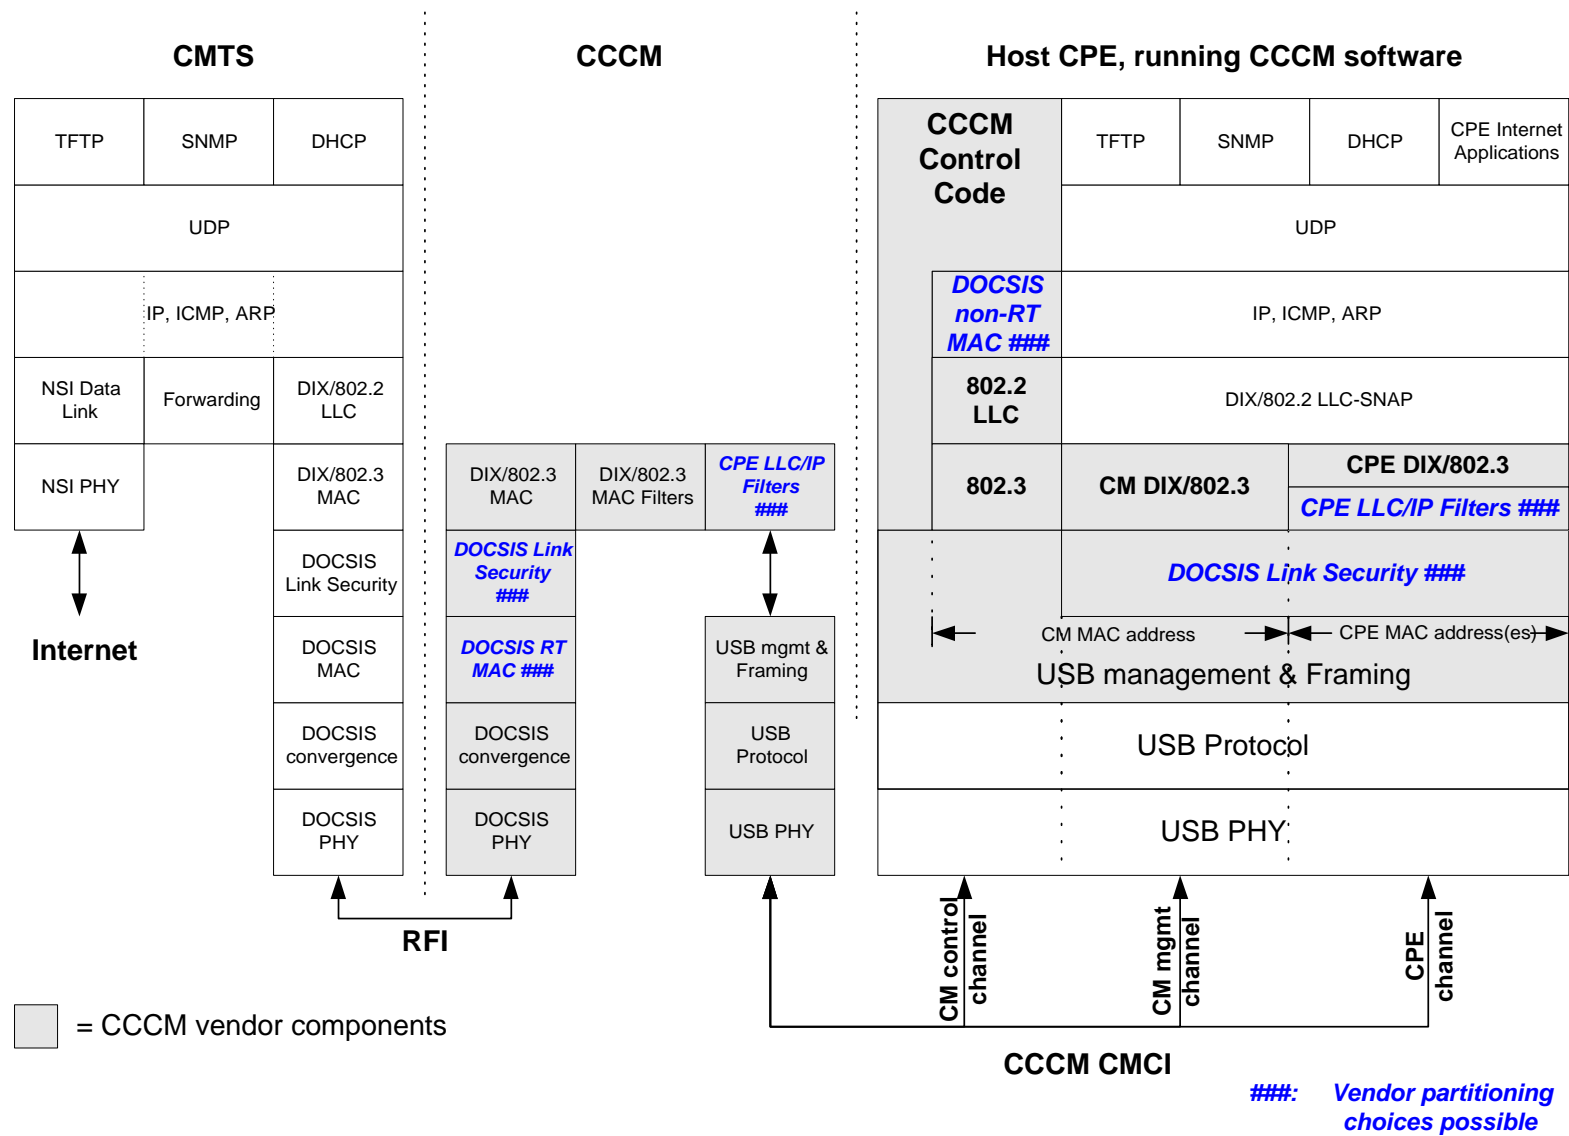 CMTS
CCCM
Host CPE, running CCCM software
TFTP
SNMP
DHCP
UDP
IP, ICMP, ARP
NSI Data
Link
Forwarding
DIX/802.2
LLC
NSI PHY
DIX/802.3
MAC
DOCSIS
Link Security
Internet
DOCSIS
MAC
DOCSIS
convergence
DOCSIS
PHY
DIX/802.3
MAC
DIX/802.3
MAC Filters
CPE LLC/IP
Filters
###
DOCSIS Link
Security
###
DOCSIS RT
MAC ###
DOCSIS
convergence
DOCSIS
PHY
USB mgmt &
Framing
USB
Protocol
USB PHY
RFI
CCCM
Control
Code
TFTP
SNMP
DHCP
CPE Internet
Applications
UDP
DOCSIS
non-RT
MAC ###
IP, ICMP, ARP
802.2
LLC
DIX/802.2 LLC-SNAP
802.3
CM DIX/802.3
CPE DIX/802.3
CPE LLC/IP Filters ###
DOCSIS Link Security ###
CM MAC address
CPE MAC address(es)
USB management & Framing
USB Protocol
USB PHY
CM control
channel
CM mgmt
channel
CPE
channel
= CCCM vendor components
CCCM CMCI
###: Vendor partitioning
choices possible